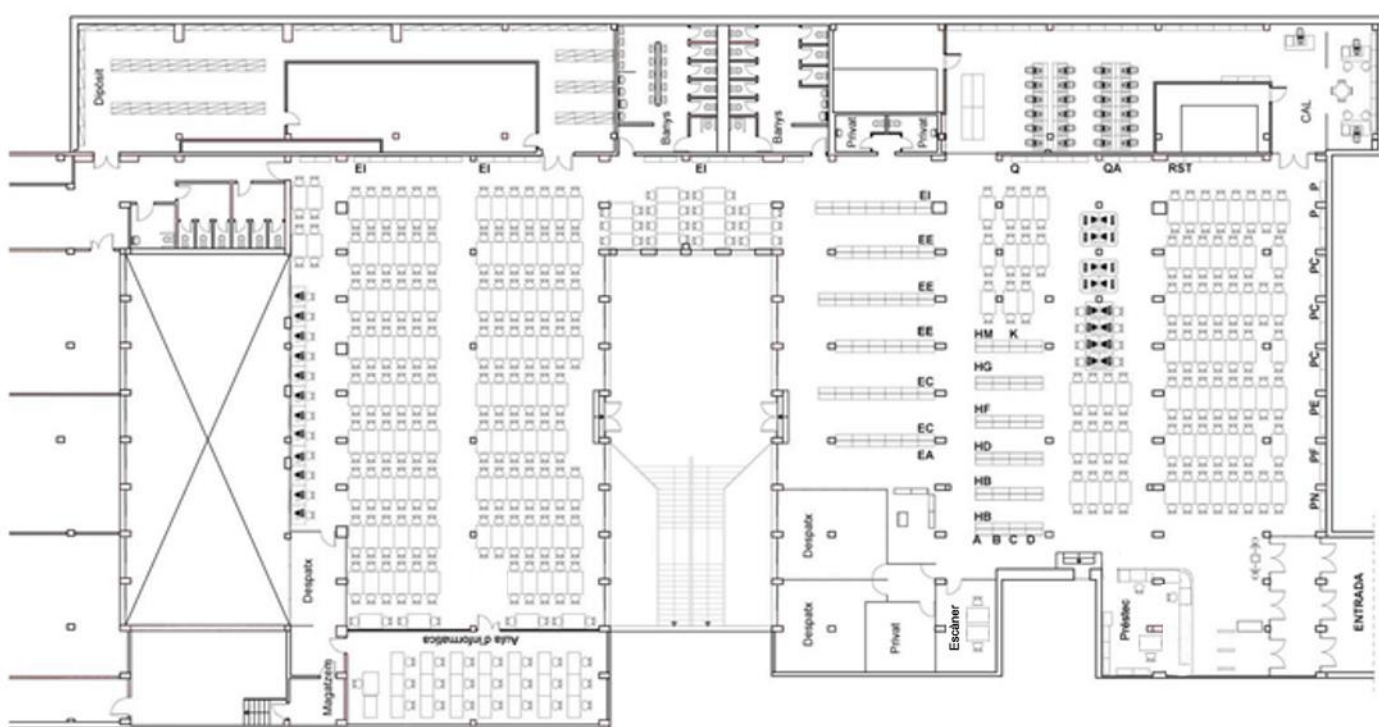 Dipòsit
Banys
Banys
Privat
Privat
CAL
EI
EI
EI
Q
QA
RST
P
P
EI
EE
PC
EE
PC
EE
HM
K
PC
HG
EC
HF
PE
EC
EA
HD
PF
HB
PN
HB
A
B
C
D
Despatx
Despatx
Despatx
Privat
Escàner
Préstec
ENTRADA
Magatzem
Aula d'informatica